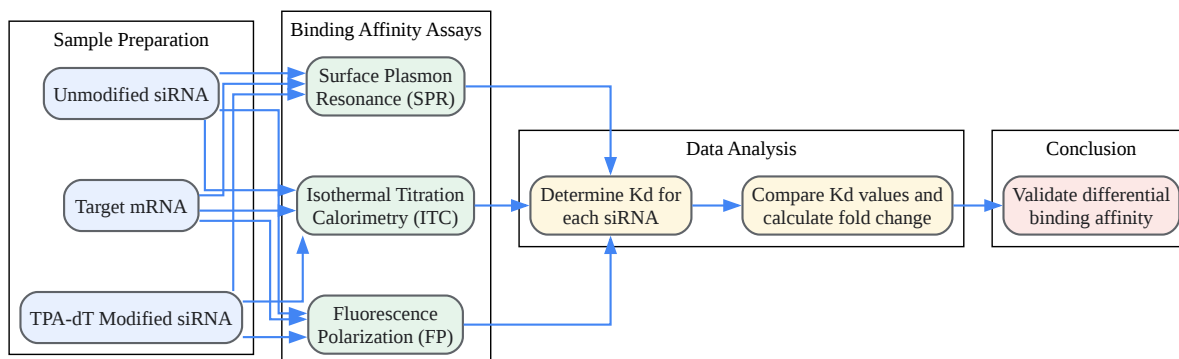 Sample Preparation
Unmodified siRNA
Target mRNA
TPA-dT Modified siRNA
Binding Affinity Assays
Surface Plasmon
Resonance (SPR)
Isothermal Titration
Calorimetry (ITC)
Fluorescence
Polarization (FP)
Data Analysis
Determine Kd for
each siRNA
Compare Kd values and
calculate fold change
Conclusion
Validate differential
binding affinity